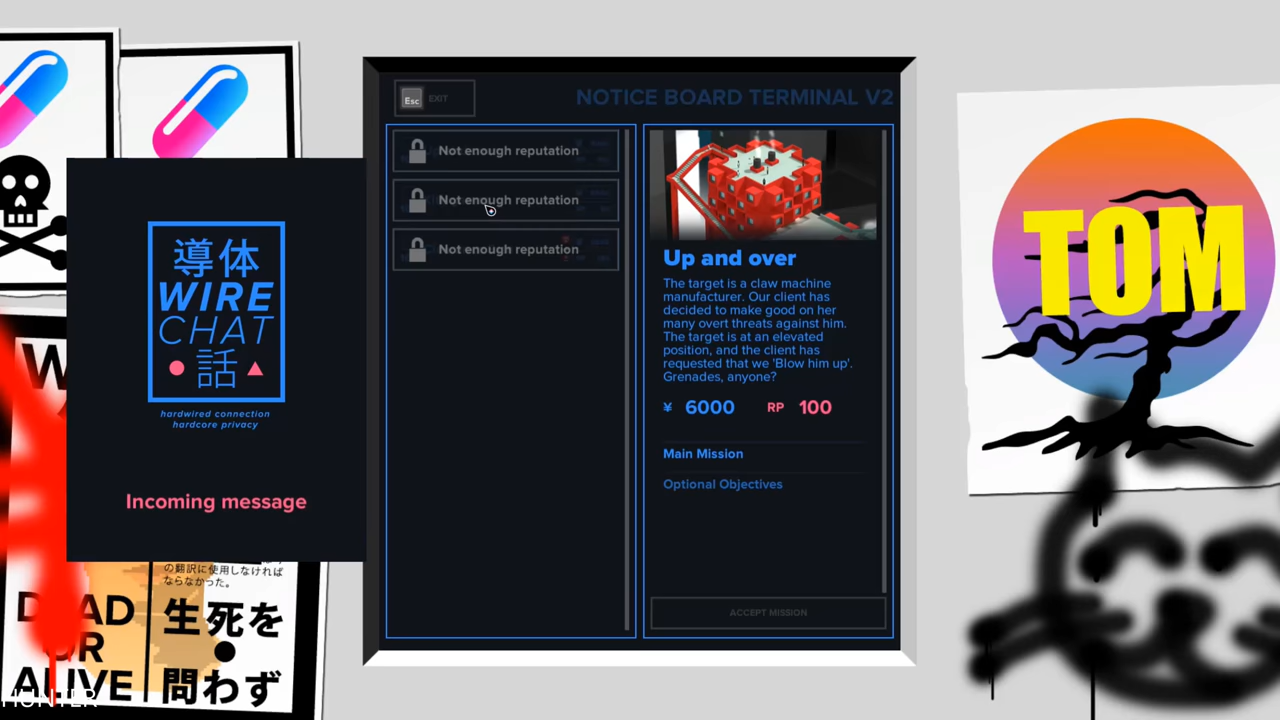 Esc EXIT
NOTICE BOARD TERMINAL V2
Not enough reputation
Not enough reputation
Not enough reputation
Up and over
The target is a claw machine
manufacturer. Our client has
decided to make good on her
many overt threats against him.
The target is at an elevated
position, and the client has
requested that we 'Blow him up'.
Grenades, anyone?
¥ 6000 RP 100
Main Mission
Optional Objectives
ACCEPT MISSION
導体
WIRE
CHAT
話
hardwired connection
hardcore privacy
Incoming message
の翻訳に使用しなければ
ならなかった。
DEAD
OR
ALIVE
生死を
問わず
HUNTER
TOM